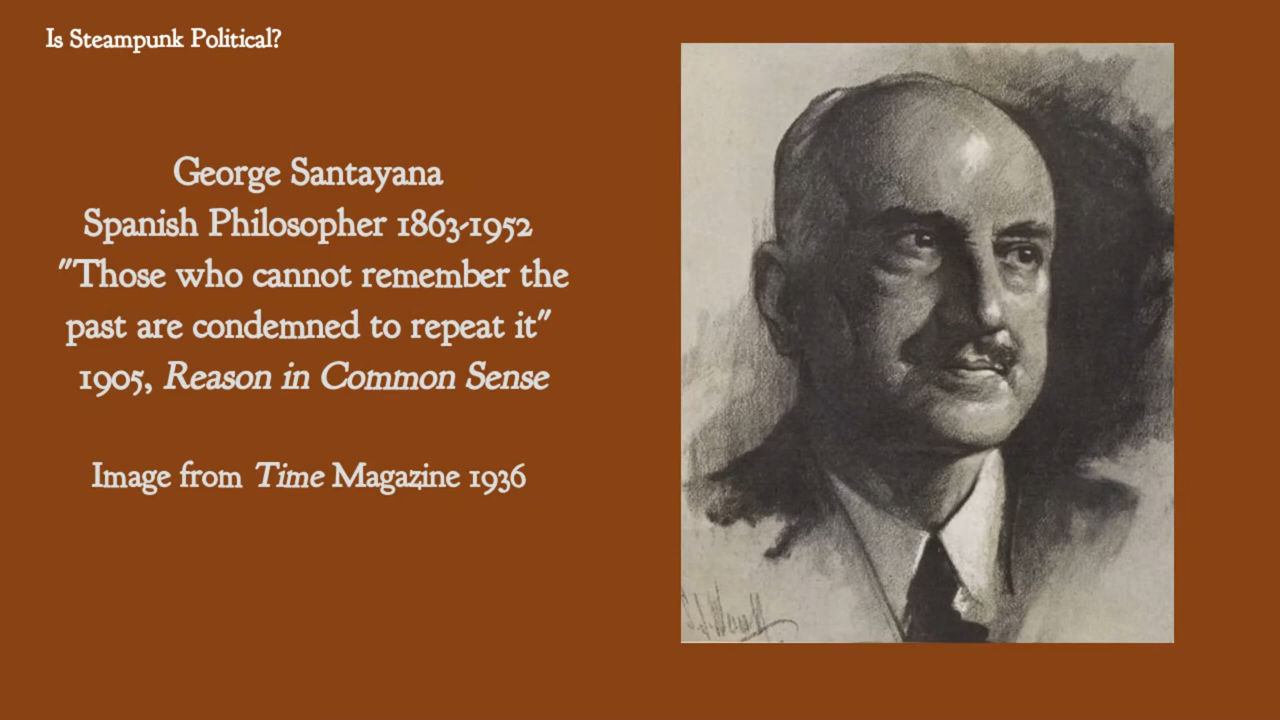 Is Steampunk Political?
George Santayana
Spanish Philosopher 1863-1952
"Those who cannot remember the
past are condemned to repeat it"
1905, Reason in Common Sense
Image from Time Magazine 1936